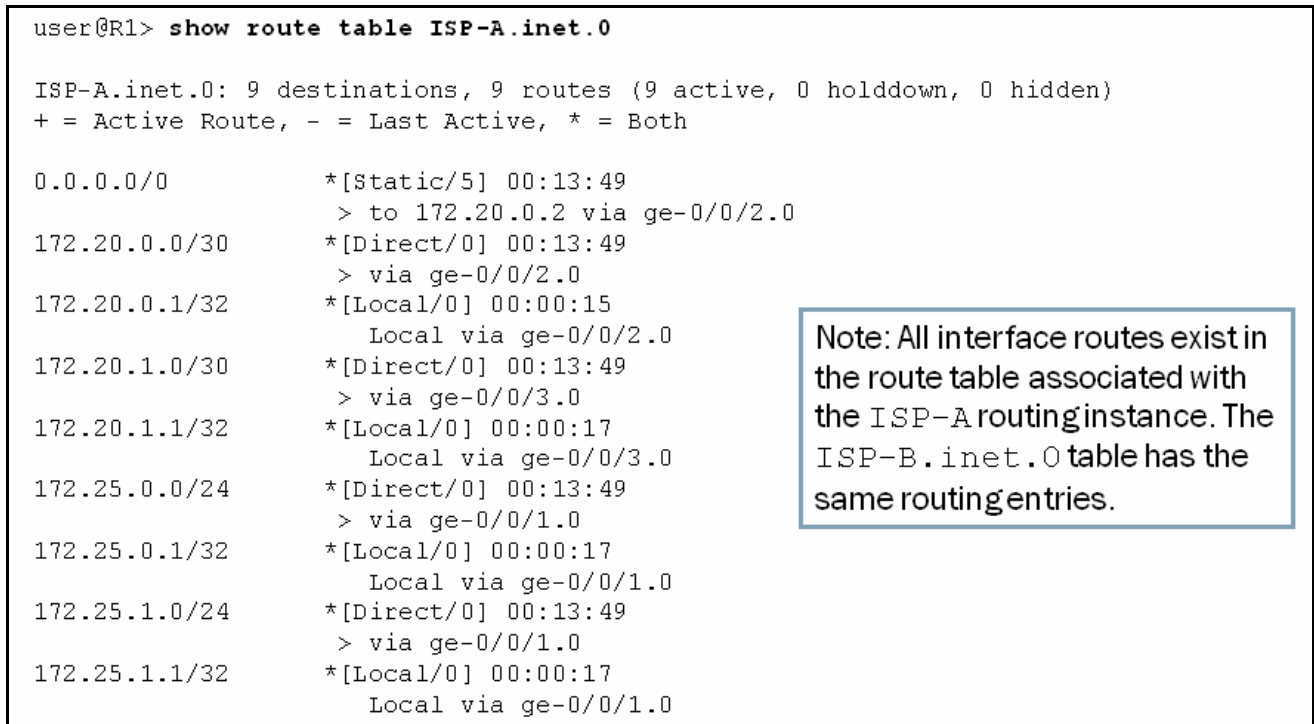 user@R1> show route table ISP-A.inet.0
ISP-A.inet.0: 9 destinations, 9 routes (9 active, 0 holddown, 0 hidden)
+ = Active Route, - = Last Active, * = Both
0.0.0.0/0 *[Static/5] 00:13:49
> to 172.20.0.2 via ge-0/0/2.0
172.20.0.0/30 *[Direct/0] 00:13:49
> via ge-0/0/2.0
172.20.0.1/32 *[Local/0] 00:00:15
Local via ge-0/0/2.0
172.20.1.0/30 *[Direct/0] 00:13:49
> via ge-0/0/3.0
172.20.1.1/32 *[Local/0] 00:00:17
Local via ge-0/0/3.0
172.25.0.0/24 *[Direct/0] 00:13:49
> via ge-0/0/1.0
172.25.0.1/32 *[Local/0] 00:00:17
Local via ge-0/0/1.0
172.25.1.0/24 *[Direct/0] 00:13:49
> via ge-0/0/1.0
172.25.1.1/32 *[Local/0] 00:00:17
Local via ge-0/0/1.0
Note: All interface routes exist in
the route table associated with
the ISP-A routing instance. The
ISP-B.inet.0 table has the
same routing entries.